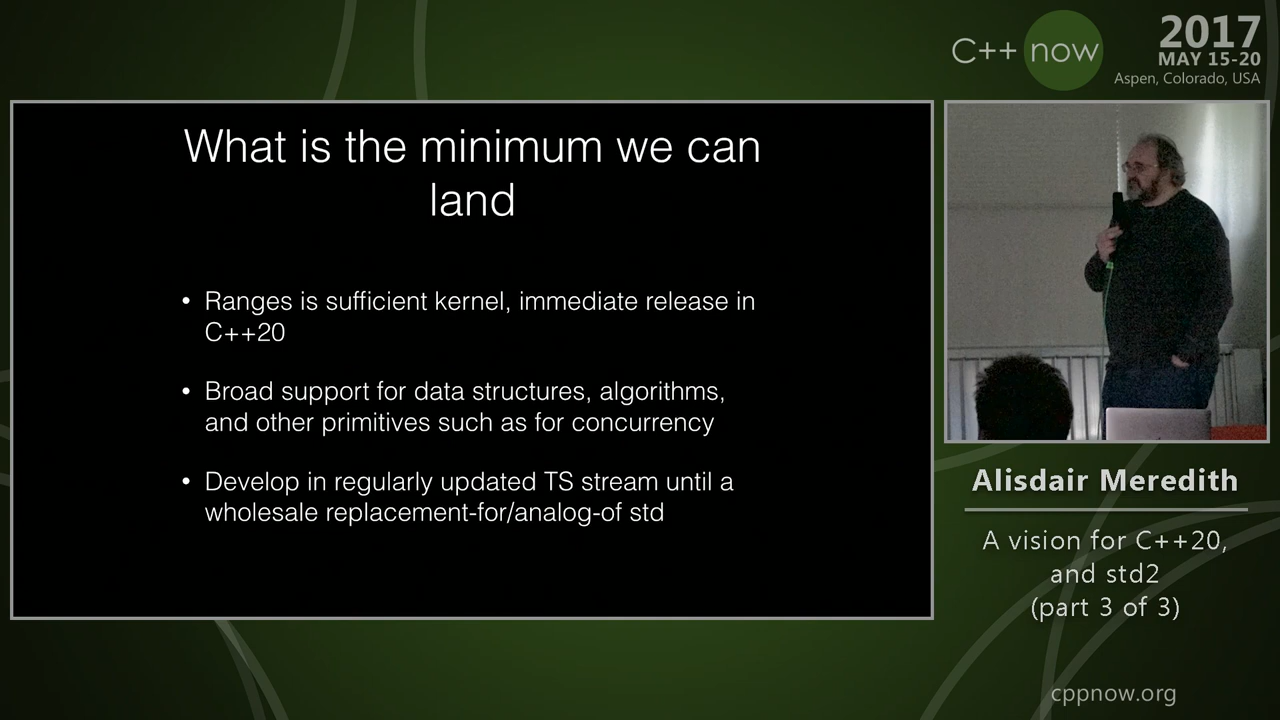 C++ now
2017
MAY 15-20
Aspen, Colorado, USA
What is the minimum we can
land
• Ranges is sufficient kernel, immediate release in
C++20
• Broad support for data structures, algorithms,
and other primitives such as for concurrency
• Develop in regularly updated TS stream until a
wholesale replacement-for/analog-of std
Alisdair Meredith
A vision for C++20,
and std2
(part 3 of 3)
cppnow.org